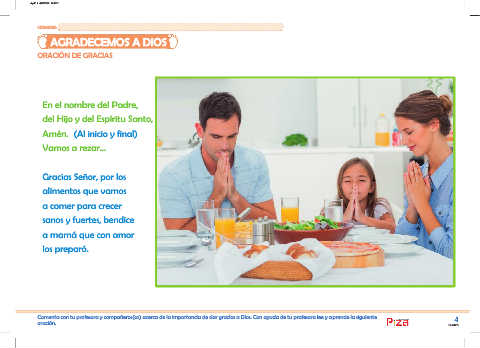 AGRADECEMOS A DIOS
ORACIÓN DE GRACIAS
En el nombre del Padre,
del Hijo y del Espíritu Santo,
Amén. (Al inicio y final)
Vamos a rezar...
Gracias Señor, por los
alimentos que vamos
a comer para crecer
sanos y fuertes, bendice
a mamá que con amor
los preparó.
Comenta con tu profesora y compañeros(as) acerca de la importancia de dar gracias a Dios. Con ayuda de tu profesora lee y aprende la siguiente
oración.
4